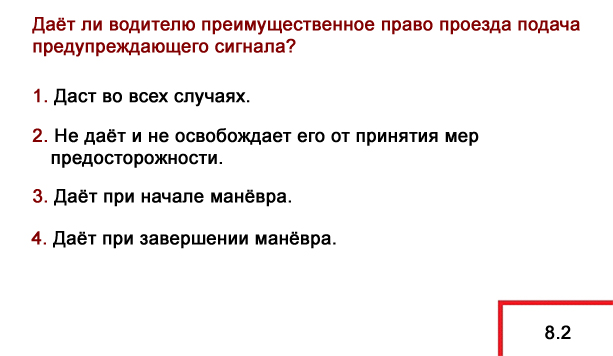 Даёт ли водителю преимущественное право проезда подача
предупреждающего сигнала?
1. Даст во всех случаях.
2. Не даёт и не освобождает его от принятия мер
предосторожности.
3. Даёт при начале манёвра.
4. Даёт при завершении манёвра.
8.2